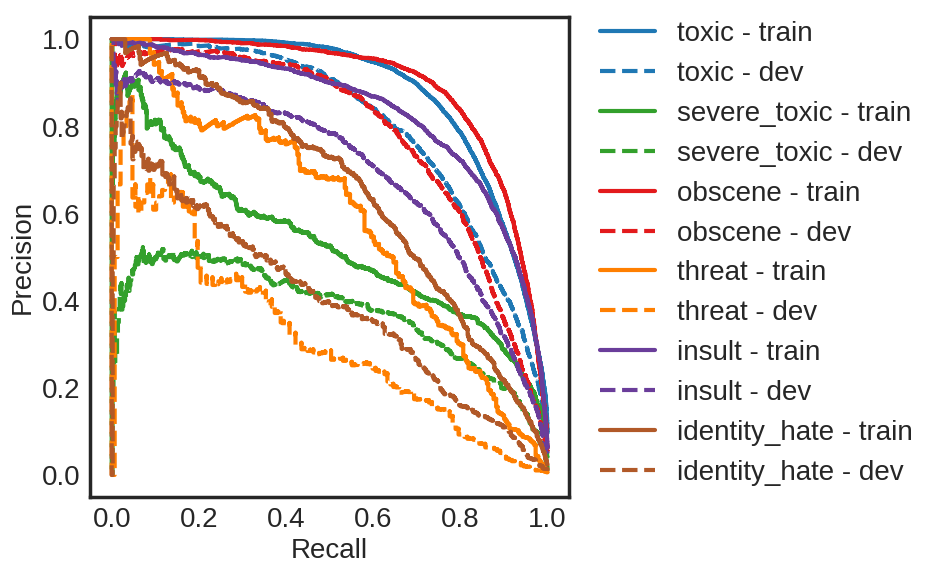 1.0
0.8
0.6
0.4
0.2
0.0
Precision
0.0 0.2 0.4 0.6 0.8 1.0
Recall
toxic - train
toxic - dev
severe_toxic - train
severe_toxic - dev
obscene - train
obscene - dev
threat - train
threat - dev
insult - train
insult - dev
identity_hate - train
identity_hate - dev